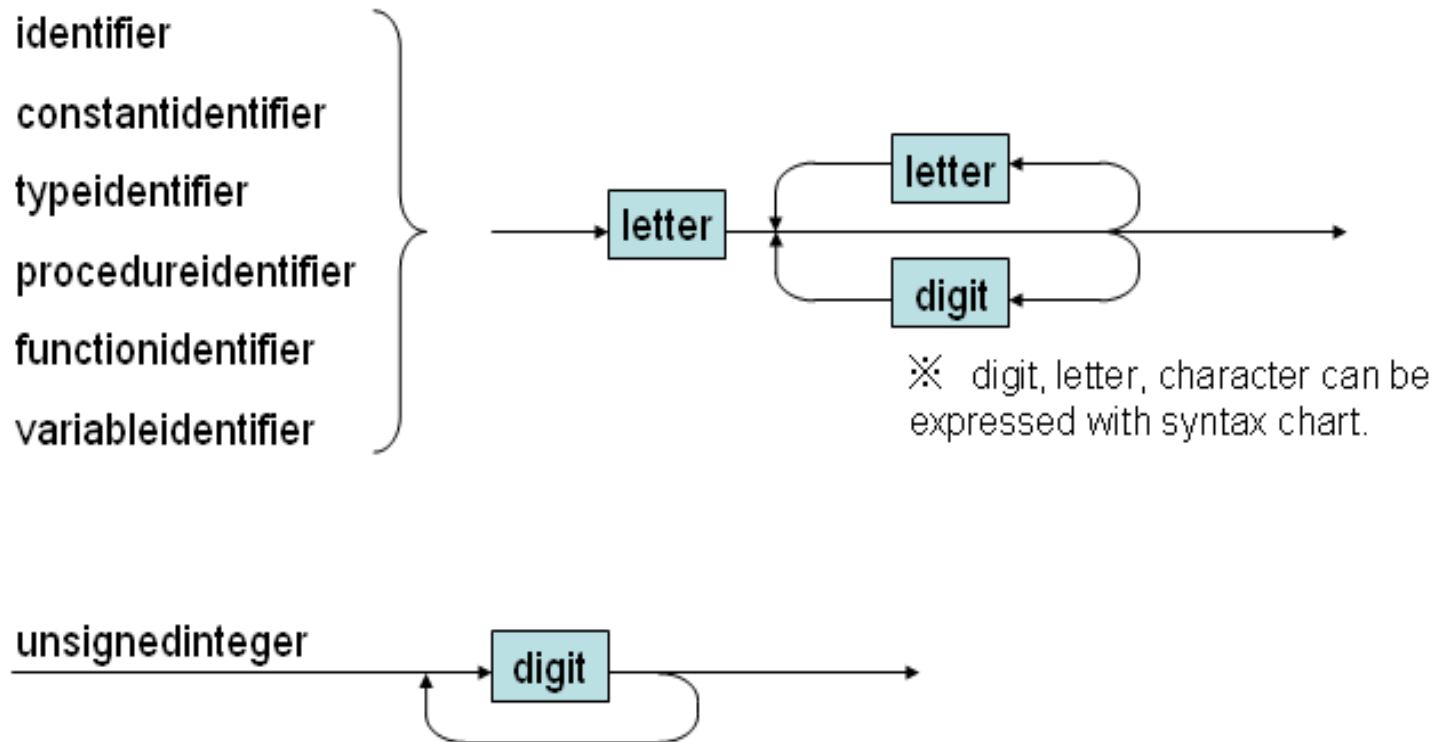 identifier
constantidentifier
typeidentifier
procedureidentifier
functionidentifier
variableidentifier
letter
letter
digit
※ digit, letter, character can be
expressed with syntax chart.
unsignedinteger
digit